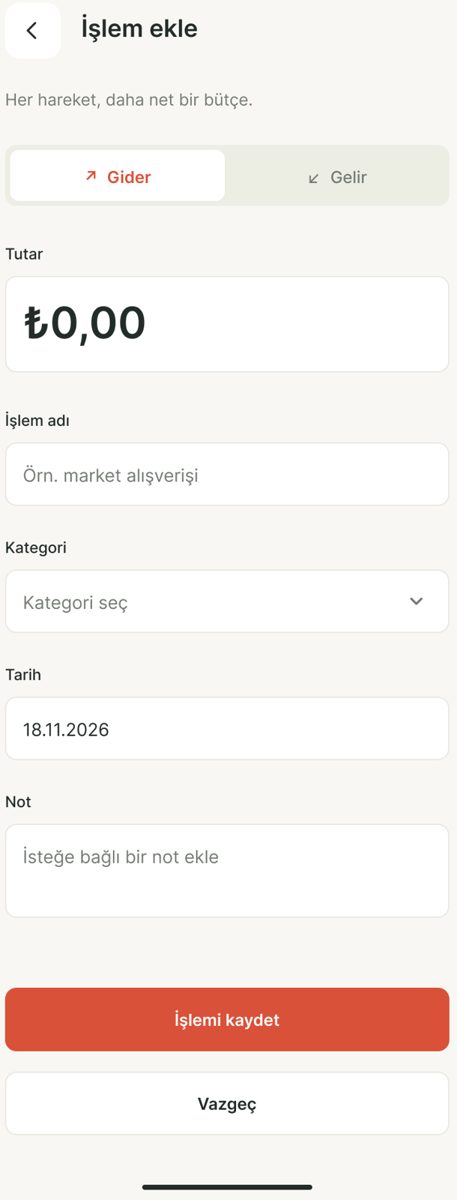 İşlem ekle
Her hareket, daha net bir bütçe.
Gider
Gelir
Tutar
₺0,00
İşlem adı
Örn. market alışverişi
Kategori
Kategori seç
Tarih
18.11.2026
Not
İsteğe bağlı bir not ekle
İşlemi kaydet
Vazgeç